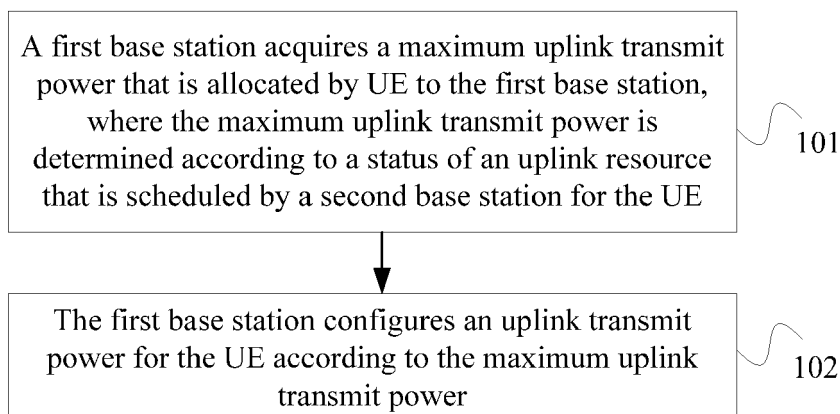 A first base station acquires a maximum uplink transmit
power that is allocated by UE to the first base station,
where the maximum uplink transmit power is
determined according to a status of an uplink resource
that is scheduled by a second base station for the UE
101
The first base station configures an uplink transmit
power for the UE according to the maximum uplink
transmit power
102